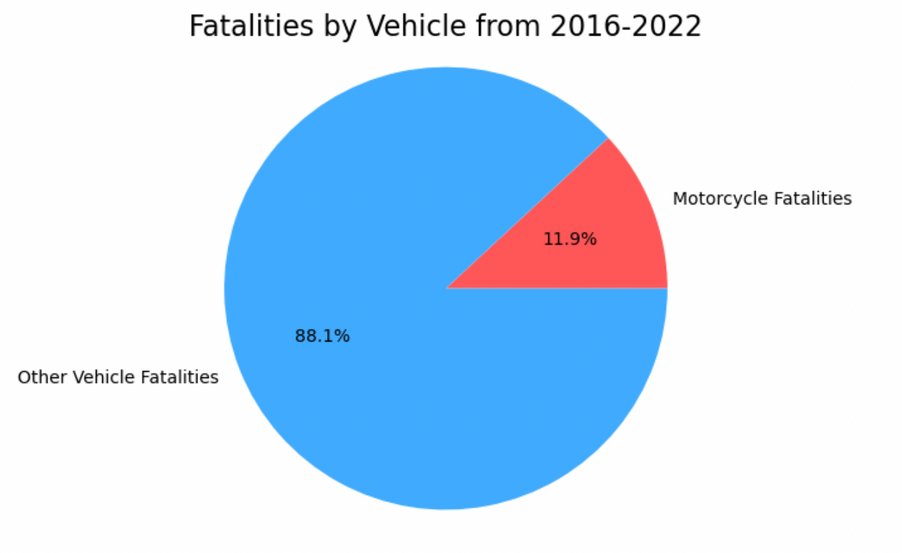 Fatalities by Vehicle from 2016-2022
Motorcycle Fatalities
11.9%
88.1%
Other Vehicle Fatalities